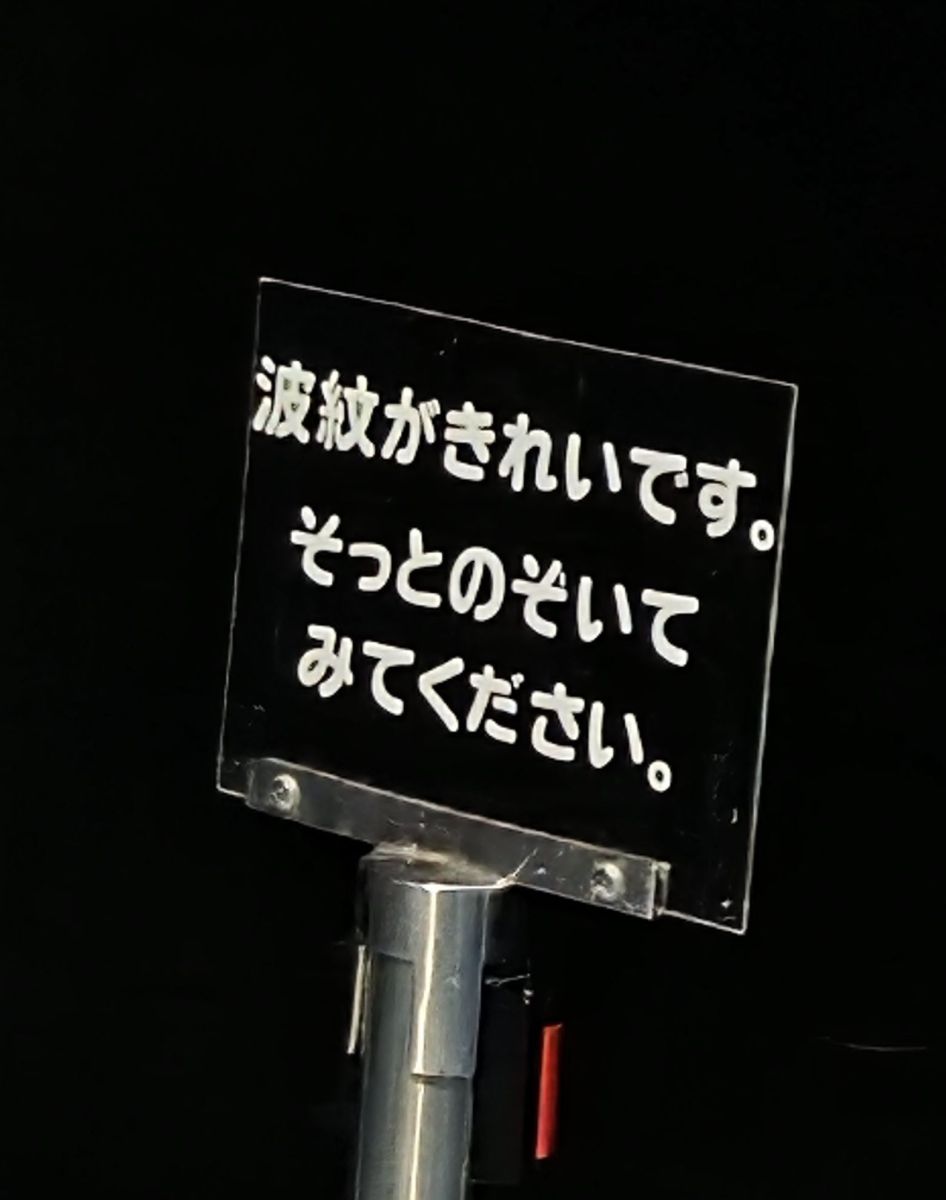 波紋がきれいです。
そっとのぞいて
みてください。